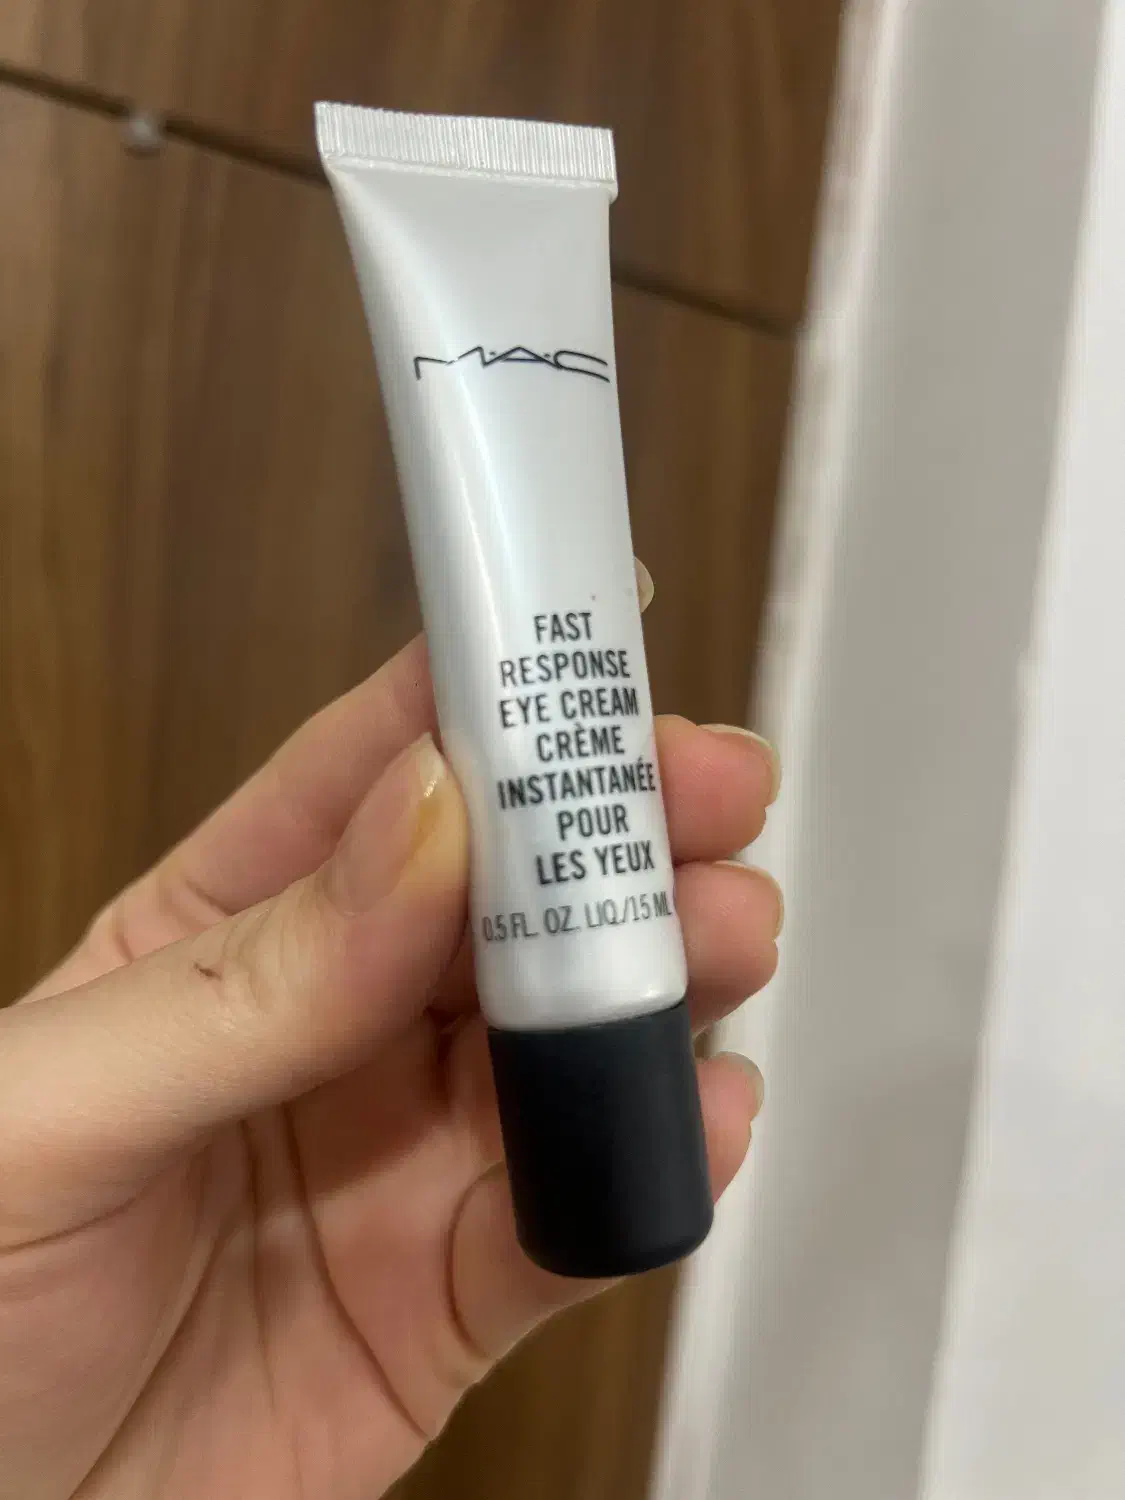 M·A·C
FAST
RESPONSE
EYE CREAM
CRÈME
INSTANTANÉE
POUR
LES YEUX
0.5 FL. OZ. LIQ./15 ML